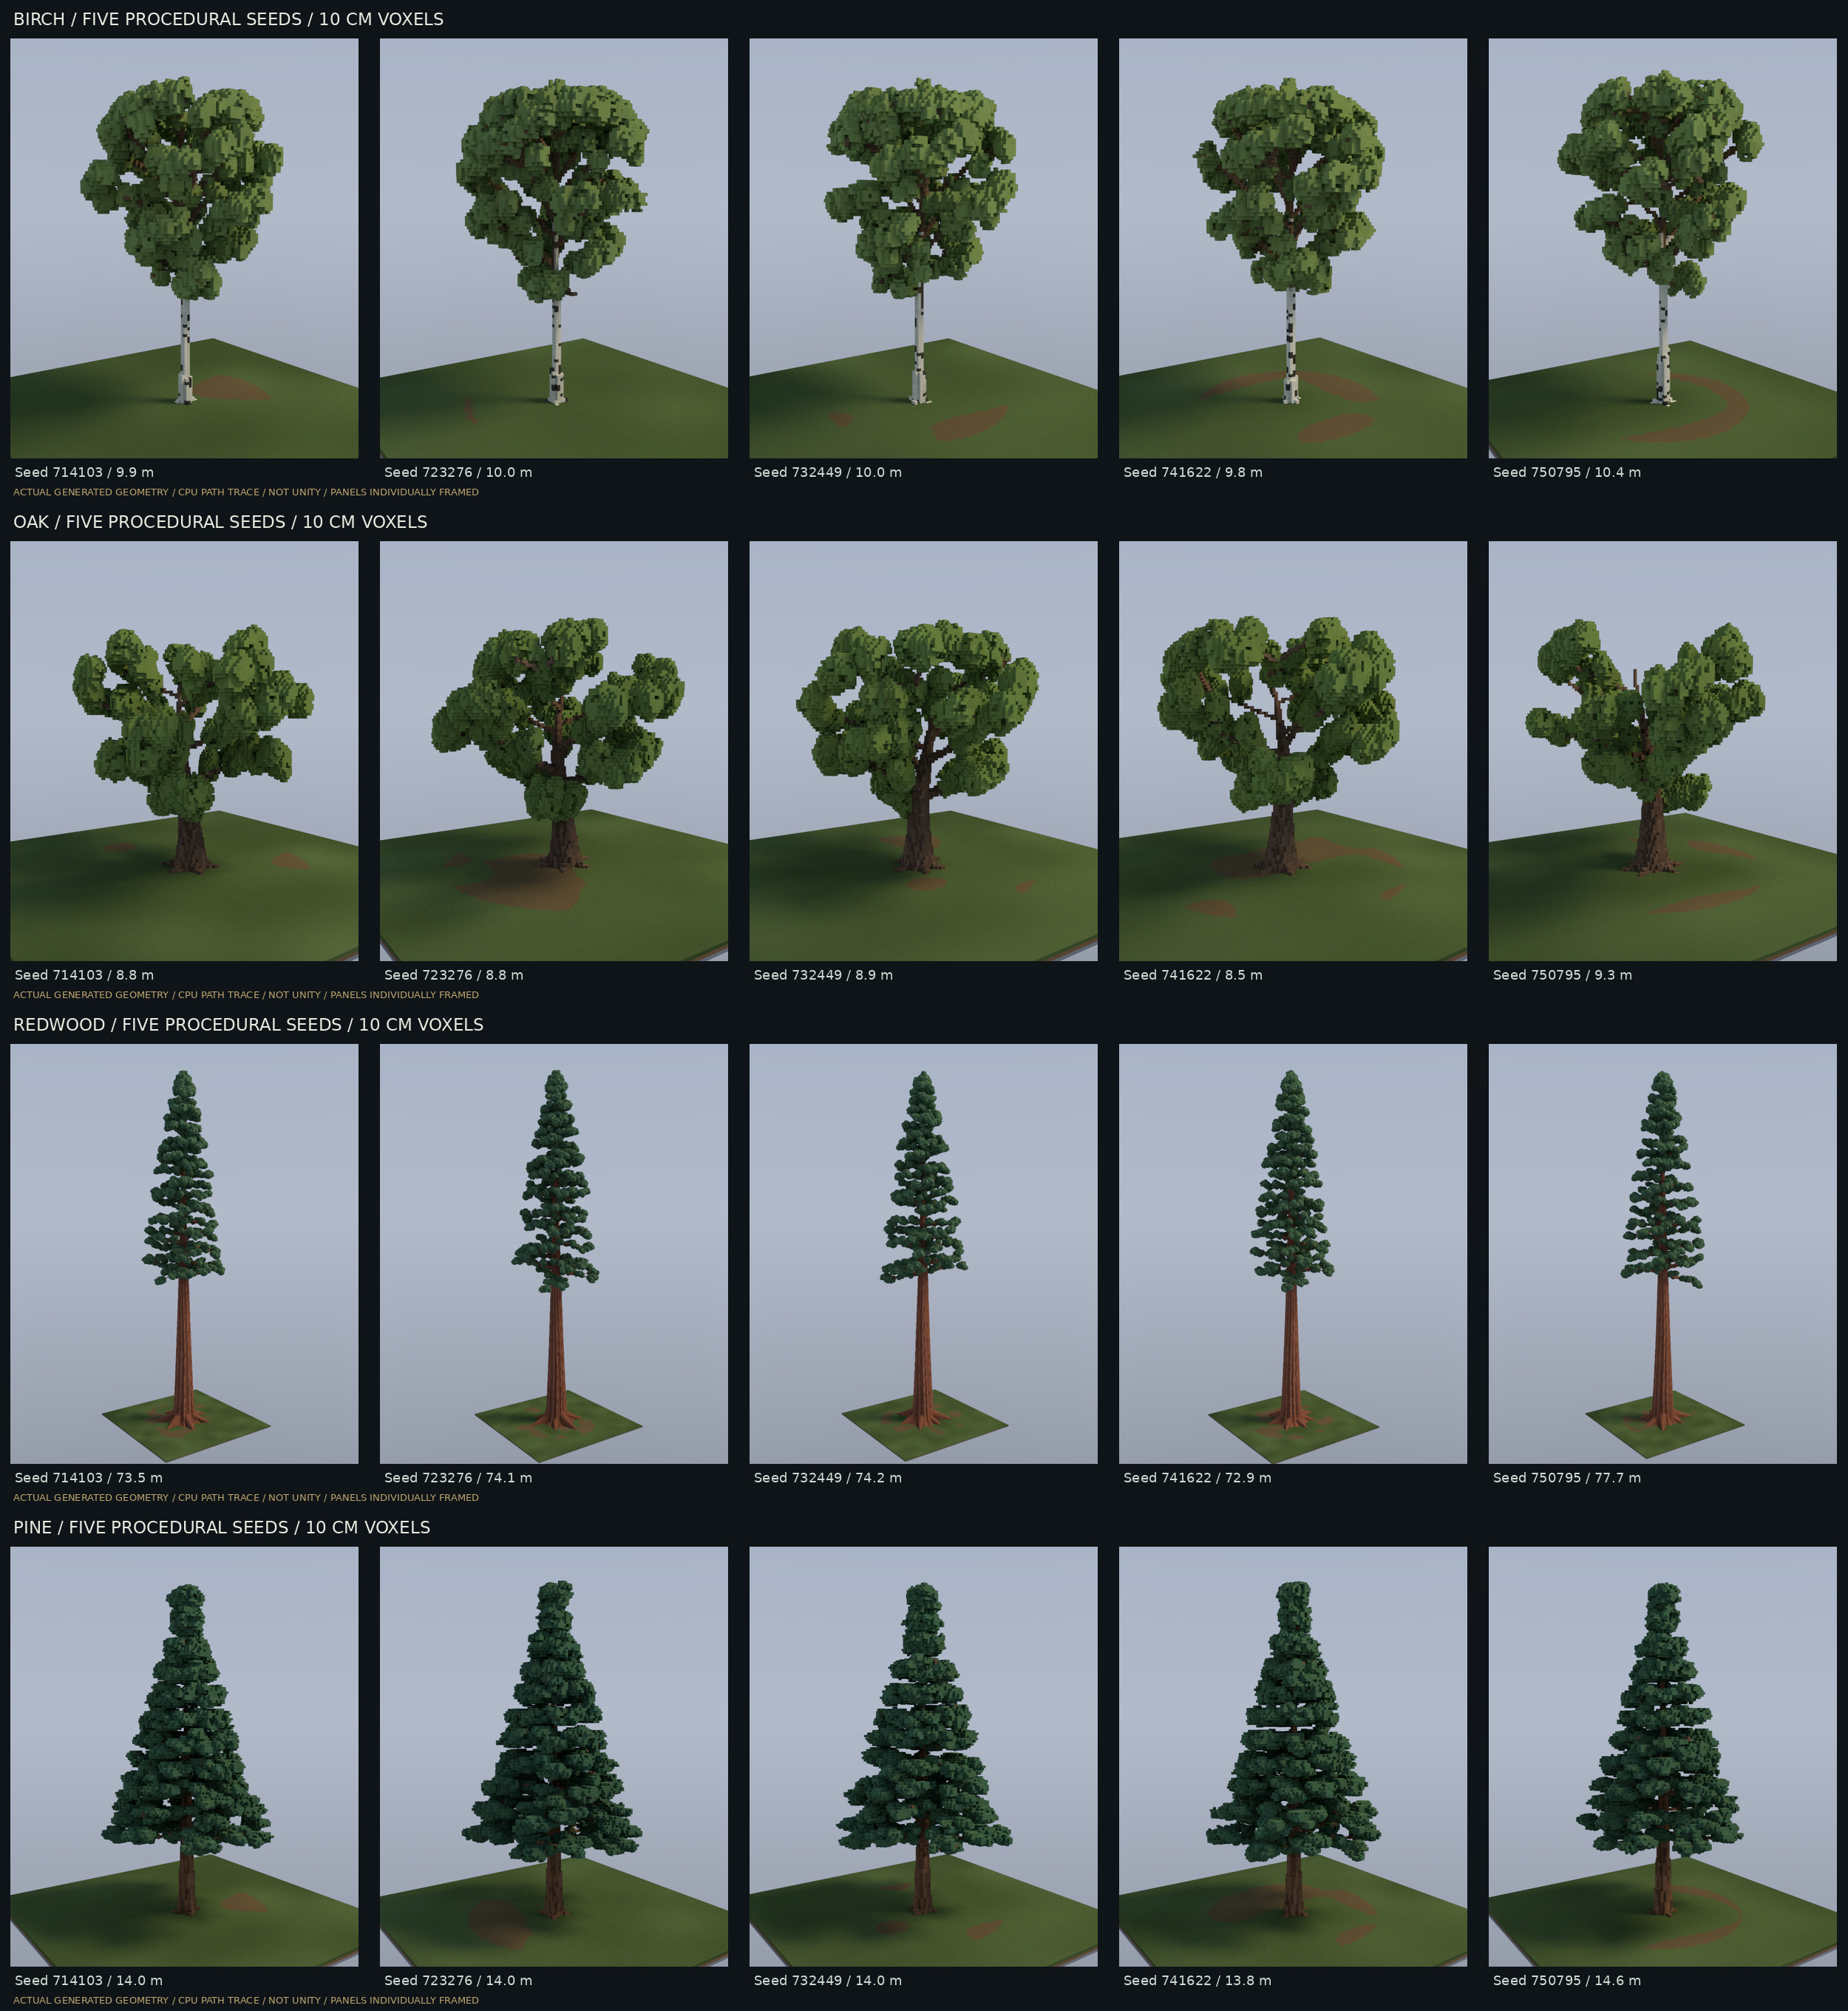 BIRCH / FIVE PROCEDURAL SEEDS / 10 CM VOXELS
Seed 714103 / 9.9 m
Seed 723276 / 10.0 m
Seed 732449 / 10.0 m
Seed 741622 / 9.8 m
Seed 750795 / 10.4 m
ACTUAL GENERATED GEOMETRY / CPU PATH TRACE / NOT UNITY / PANELS INDIVIDUALLY FRAMED
OAK / FIVE PROCEDURAL SEEDS / 10 CM VOXELS
Seed 714103 / 8.8 m
Seed 723276 / 8.8 m
Seed 732449 / 8.9 m
Seed 741622 / 8.5 m
Seed 750795 / 9.3 m
ACTUAL GENERATED GEOMETRY / CPU PATH TRACE / NOT UNITY / PANELS INDIVIDUALLY FRAMED
REDWOOD / FIVE PROCEDURAL SEEDS / 10 CM VOXELS
Seed 714103 / 73.5 m
Seed 723276 / 74.1 m
Seed 732449 / 74.2 m
Seed 741622 / 72.9 m
Seed 750795 / 77.7 m
ACTUAL GENERATED GEOMETRY / CPU PATH TRACE / NOT UNITY / PANELS INDIVIDUALLY FRAMED
PINE / FIVE PROCEDURAL SEEDS / 10 CM VOXELS
Seed 714103 / 14.0 m
Seed 723276 / 14.0 m
Seed 732449 / 14.0 m
Seed 741622 / 13.8 m
Seed 750795 / 14.6 m
ACTUAL GENERATED GEOMETRY / CPU PATH TRACE / NOT UNITY / PANELS INDIVIDUALLY FRAMED